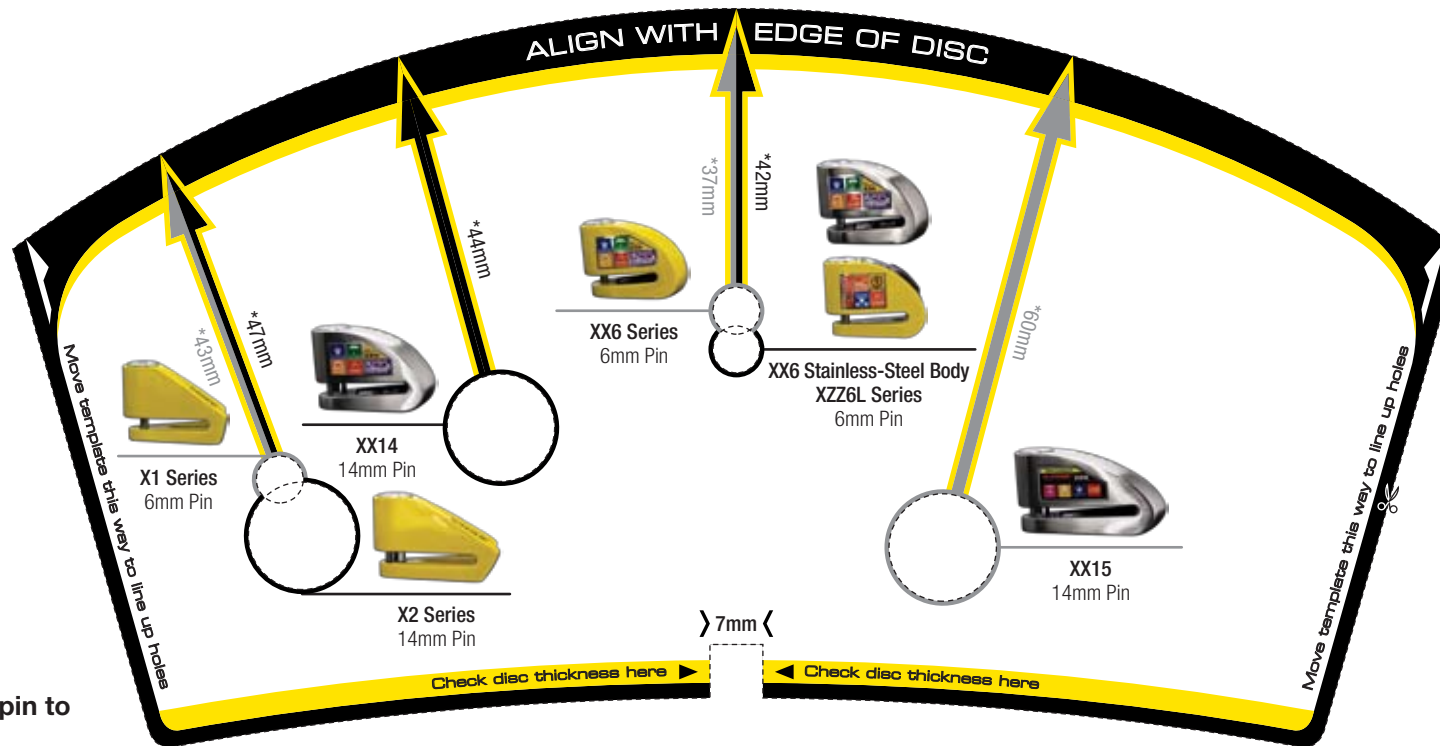 ALIGN WITH EDGE OF DISC
*43mm
*47mm
*44mm
*37mm
*42mm
*60mm
X1 Series
6mm Pin
XX14
14mm Pin
X2 Series
14mm Pin
XX6 Series
6mm Pin
XX6 Stainless-Steel Body
XZZ6L Series
6mm Pin
XX15
14mm Pin
Move template this way to line up holes
Move template this way to line up holes
7mm
Check disc thickness here
Check disc thickness here
pin to